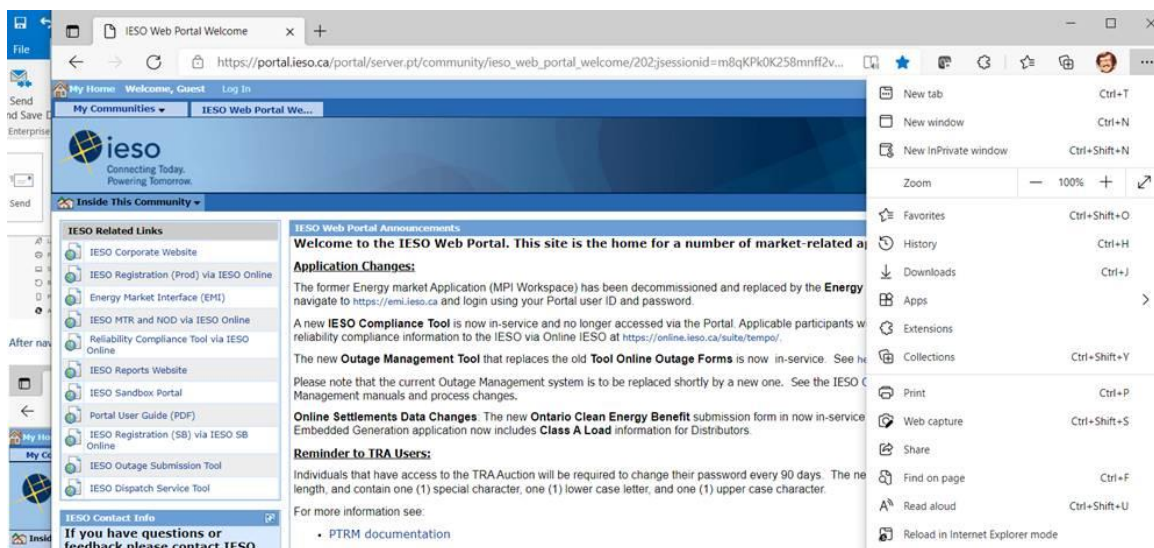 IESO Web Portal Welcome
File
https://portal.ieso.ca/portal/server.pt/community/ieso_web_portal_welcome/202;jsessionid=m8qKPk0K258mnff2v...
My Home Welcome, Guest Log In
My Communities
IESO Web Portal We...
Send
nd Save
Enterprise
ieso
Connecting Today.
Powering Tomorrow.
Send
Inside This Community
IESO Related Links
IESO Corporate Website
IESO Registration (Prod) via IESO Online
Energy Market Interface (EMI)
IESO MTR and NOD via IESO Online
Reliability Compliance Tool via IESO
Online
IESO Reports Website
IESO Sandbox Portal
Portal User Guide (PDF)
IESO Registration (SB) via IESO SB
Online
IESO Outage Submission Tool
IESO Dispatch Service Tool
IESO Contact Info
If you have questions or
feedback please contact IESO
After nav
IESO Web Portal Announcements
Welcome to the IESO Web Portal. This site is the home for a number of market-related a
Application Changes:
The former Energy market Application (MPI Workspace) has been decommissioned and replaced by the Energy
navigate to https://emi.ieso.ca and login using your Portal user ID and password.
A new IESO Compliance Tool is now in-service and no longer accessed via the Portal. Applicable participants w
reliability compliance information to the IESO via Online IESO at https://online.ieso.ca/suite/tempo/.
The new Outage Management Tool that replaces the old Tool Online Outage Forms is now in-service. See he
Please note that the current Outage Management system is to be replaced shortly by a new one. See the IESO
Management manuals and process changes.
Online Settlements Data Changes: The new Ontario Clean Energy Benefit submission form in now in-service
Embedded Generation application now includes Class A Load information for Distributors.
Reminder to TRA Users:
Individuals that have access to the TRA Auction will be required to change their password every 90 days. The ne
length, and contain one (1) special character, one (1) lower case letter, and one (1) upper case character.
For more information see:
• PTRM documentation
New tab Ctrl+T
New window Ctrl+N
New InPrivate window Ctrl+Shift+N
Zoom — 100% +
Favorites Ctrl+Shift+O
History Ctrl+H
Downloads Ctrl+J
Apps
Extensions
Collections Ctrl+Shift+Y
Print Ctrl+P
Web capture Ctrl+Shift+S
Share
Find on page Ctrl+F
Read aloud Ctrl+Shift+U
Reload in Internet Explorer mode